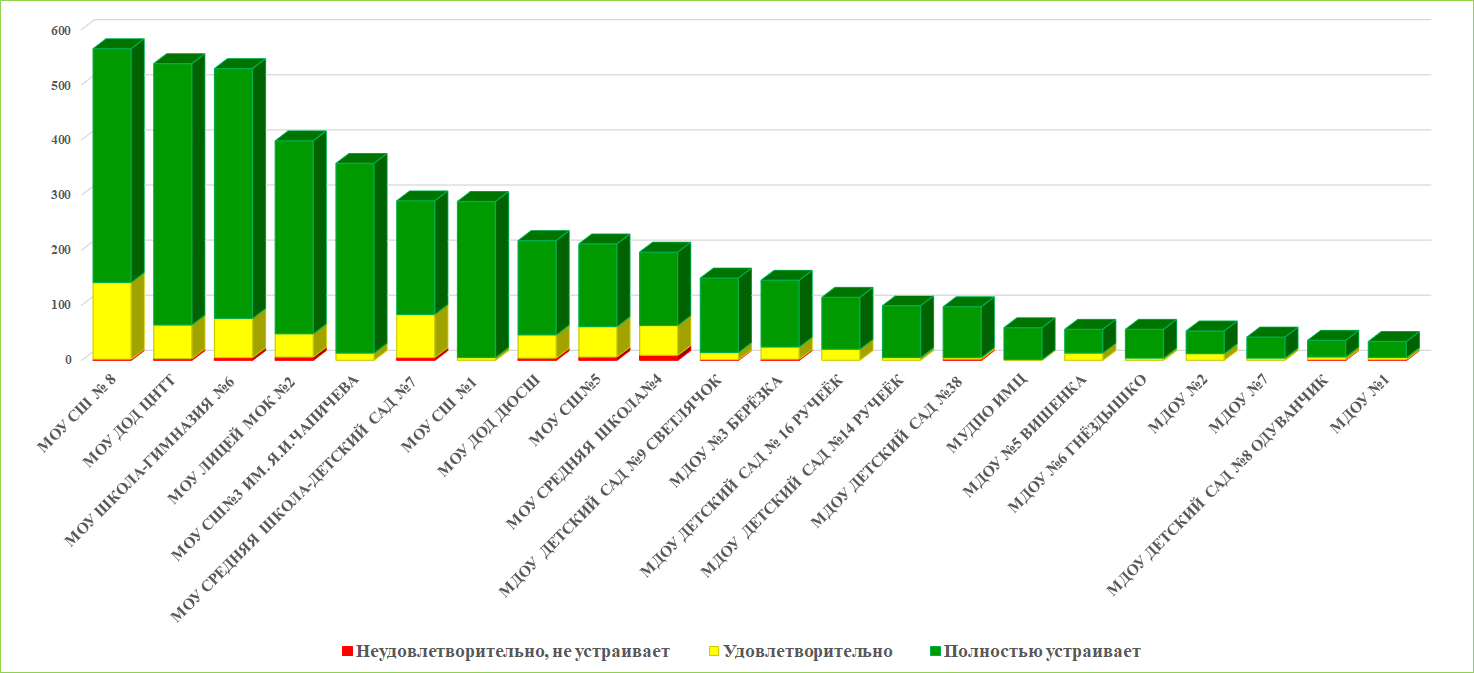 600
500
400
300
200
100
0
МОУ СШ № 8
МОУ ДОД ЦНТТ
МОУ ШКОЛА-ГИМНАЗИЯ №6
МОУ ЛИЦЕЙ МОК №2
МОУ СШ№3 ИМ. Я.И.ЧАПИЧЕВА
МОУ СРЕДНЯЯ ШКОЛА-ДЕТСКИЙ САД №7
МОУ СШ №1
МОУ ДОД ДЮСШ
МОУ СШ№5
МОУ СРЕДНЯЯ ШКОЛА№4
МДОУ ДЕТСКИЙ САД №9 СВЕТЛЯЧОК
МДОУ №3 БЕРЁЗКА
МДОУ ДЕТСКИЙ САД № 16 РУЧЕЁК
МДОУ ДЕТСКИЙ САД №14 РУЧЕЁК
МДОУ ДЕТСКИЙ САД №38
МУДПО ИМЦ
МДОУ №5 ВИШЕНКА
МДОУ №6 ГНЁЗДЫШКО
МДОУ №2
МДОУ №7
МДОУ ДЕТСКИЙ САД №8 ОДУВАНЧИК
МДОУ №1
Неудовлетворительно, не устраивает
Удовлетворительно
Полностью устраивает